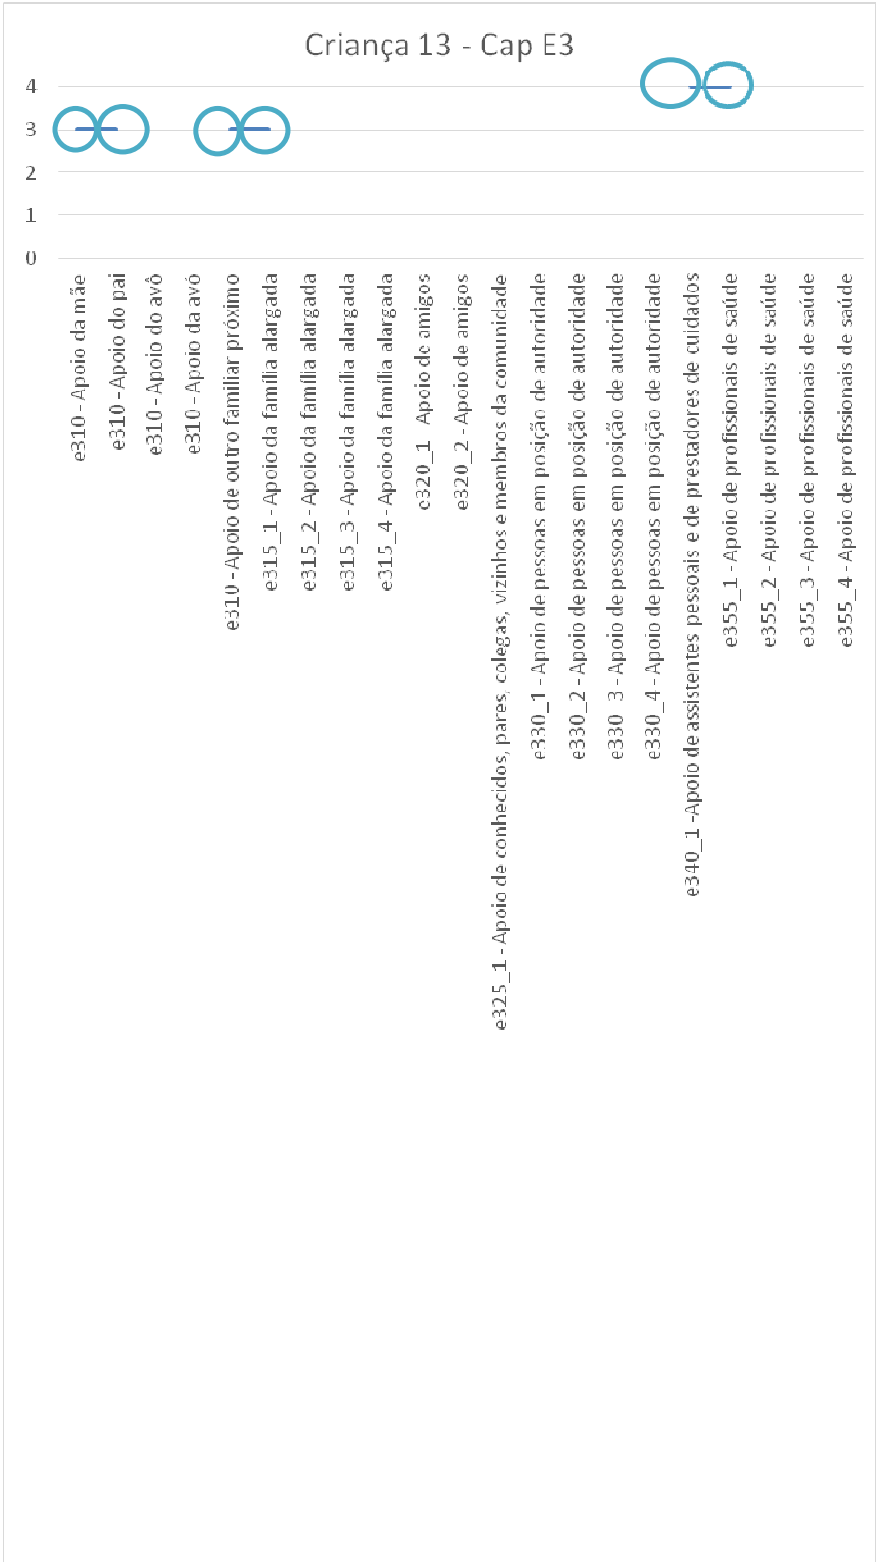 Criança 13 - Cap E3
4
3
2
1
0
e310 - Apoio da mãe
e310 - Apoio do pai
e310 - Apoio do avô
e310 - Apoio da avó
e310 - Apoio de outro familiar próximo
e315_1 - Apoio da família alargada
e315_2 - Apoio da família alargada
e315_3 - Apoio da família alargada
e315_4 - Apoio da família alargada
e320_1 - Apoio de amigos
e320_2 - Apoio de amigos
e325_1 - Apoio de conhecidos, pares, colegas, vizinhos e membros da comunidade
e330_1 - Apoio de pessoas em posição de autoridade
e330_2 - Apoio de pessoas em posição de autoridade
e330_3 - Apoio de pessoas em posição de autoridade
e330_4 - Apoio de pessoas em posição de autoridade
e340_1 -Apoio de assistentes pessoais e de prestadores de cuidados
e355_1 - Apoio de profissionais de saúde
e355_2 - Apoio de profissionais de saúde
e355_3 - Apoio de profissionais de saúde
e355_4 - Apoio de profissionais de saúde